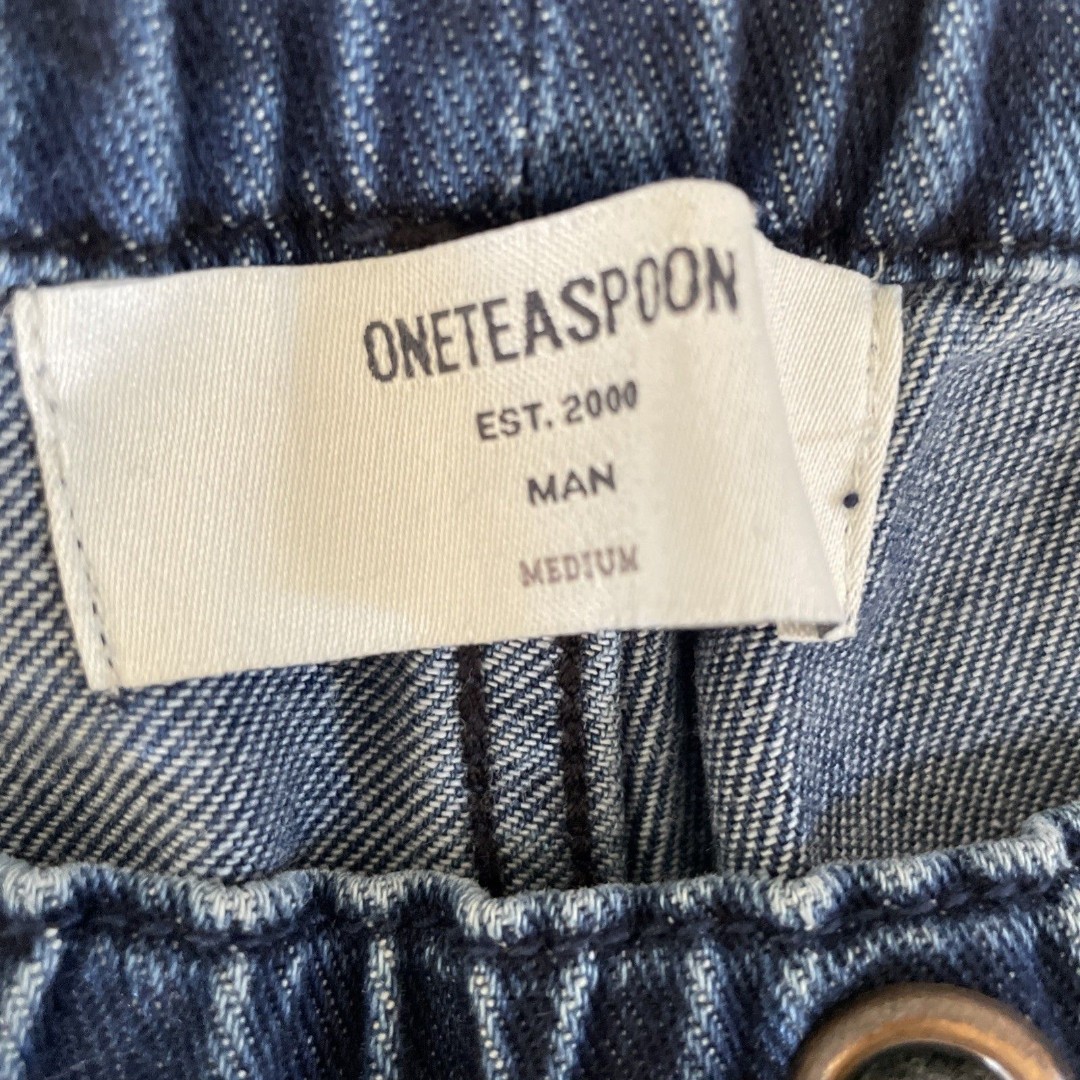 ONETEASPOON
EST. 2000
MAN
MEDIUM